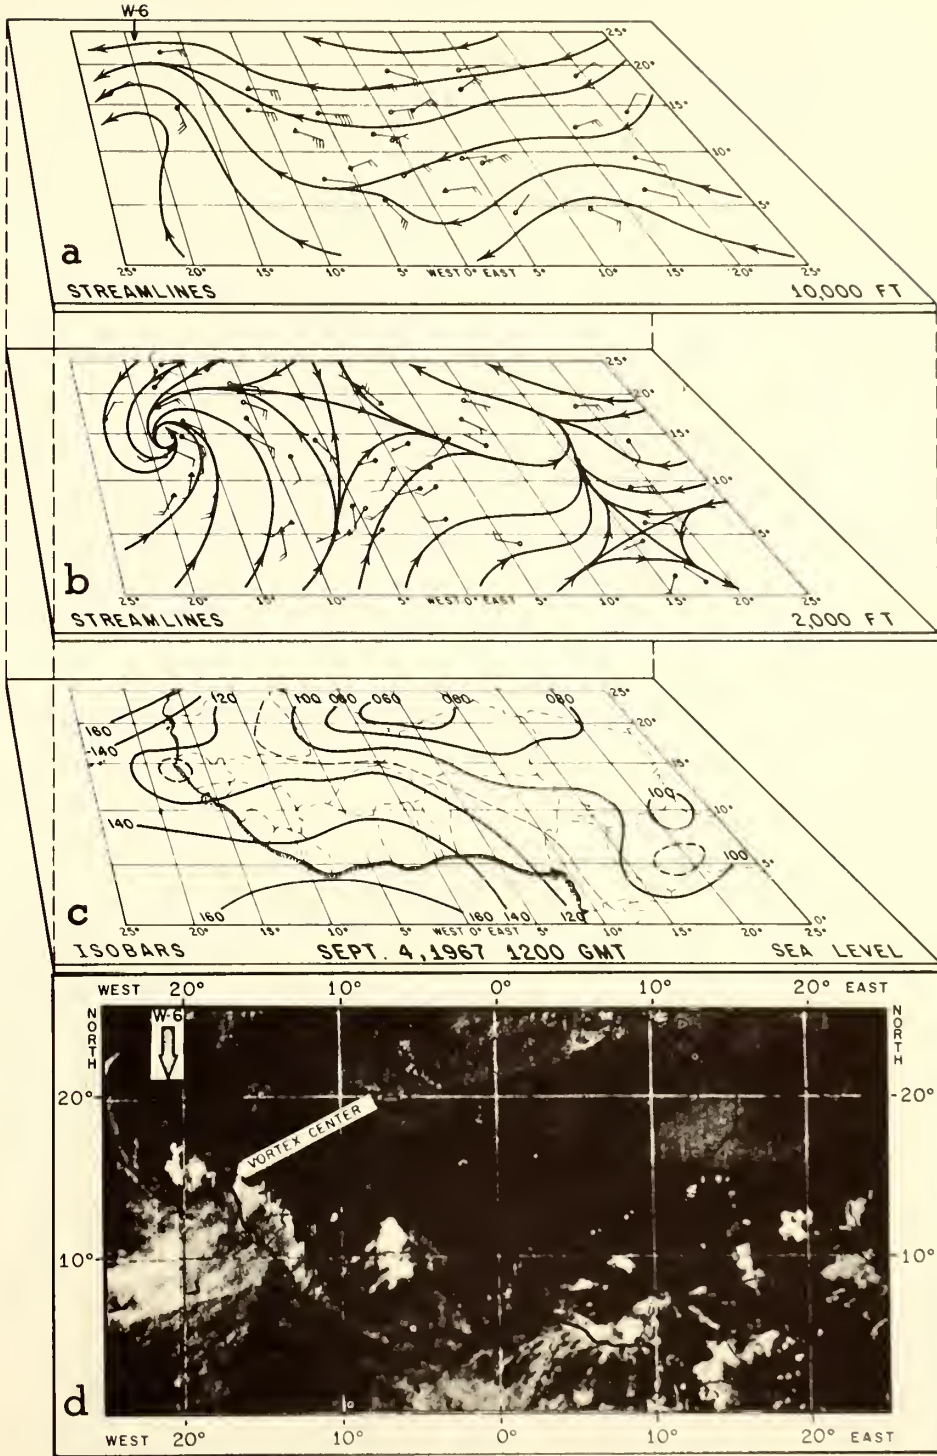 W-6
25°
20°
15°
10°
5°
a
25° 20° 15° 10° 5° WEST 0° EAST 5° 10° 15° 20° 25°
STREAMLINES 10,000 FT
25°
20°
15°
10°
5°
b
25° 20° 15° 10° 5° WEST 0° EAST 5° 10° 15° 20° 25°
STREAMLINES 2,000 FT
120 100 080 060 080 080 25°
160 20°
140 15°
100 10°
140 100 5°
160 160 140 120 0°
c
25° 20° 15° 10° 5° WEST 0° EAST 5° 10° 15° 20° 25°
ISOBARS SEPT. 4, 1967 1200 GMT SEA LEVEL
WEST 20° 10° 0° 10° 20° EAST
NORTH W-6 NORTH
20° 20°
VORTEX CENTER
10° 10°
d
WEST 20° 10° 0° 10° 20° EAST